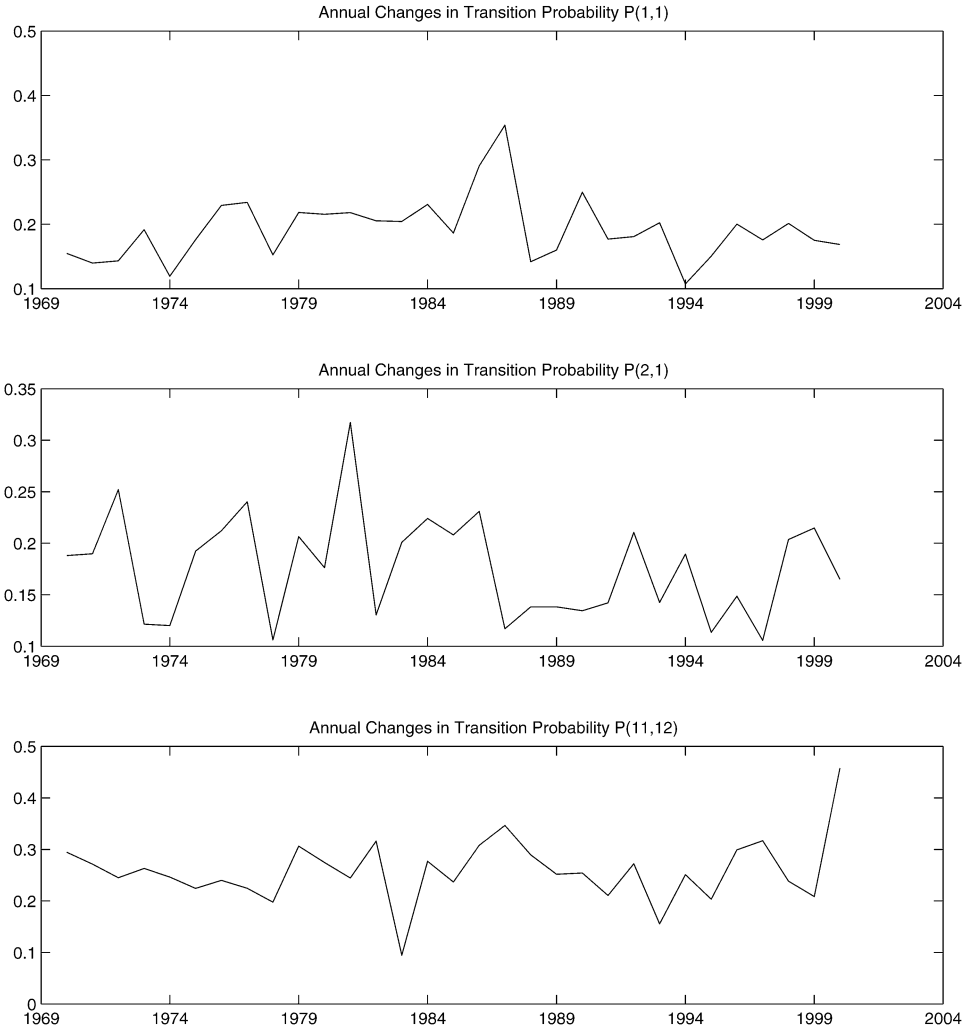 Annual Changes in Transition Probability P(1,1)
0.5
0.4
0.3
0.2
0.1
1969 1974 1979 1984 1989 1994 1999 2004
Annual Changes in Transition Probability P(2,1)
0.35
0.3
0.25
0.2
0.15
0.1
1969 1974 1979 1984 1989 1994 1999 2004
Annual Changes in Transition Probability P(11,12)
0.5
0.4
0.3
0.2
0.1
0
1969 1974 1979 1984 1989 1994 1999 2004